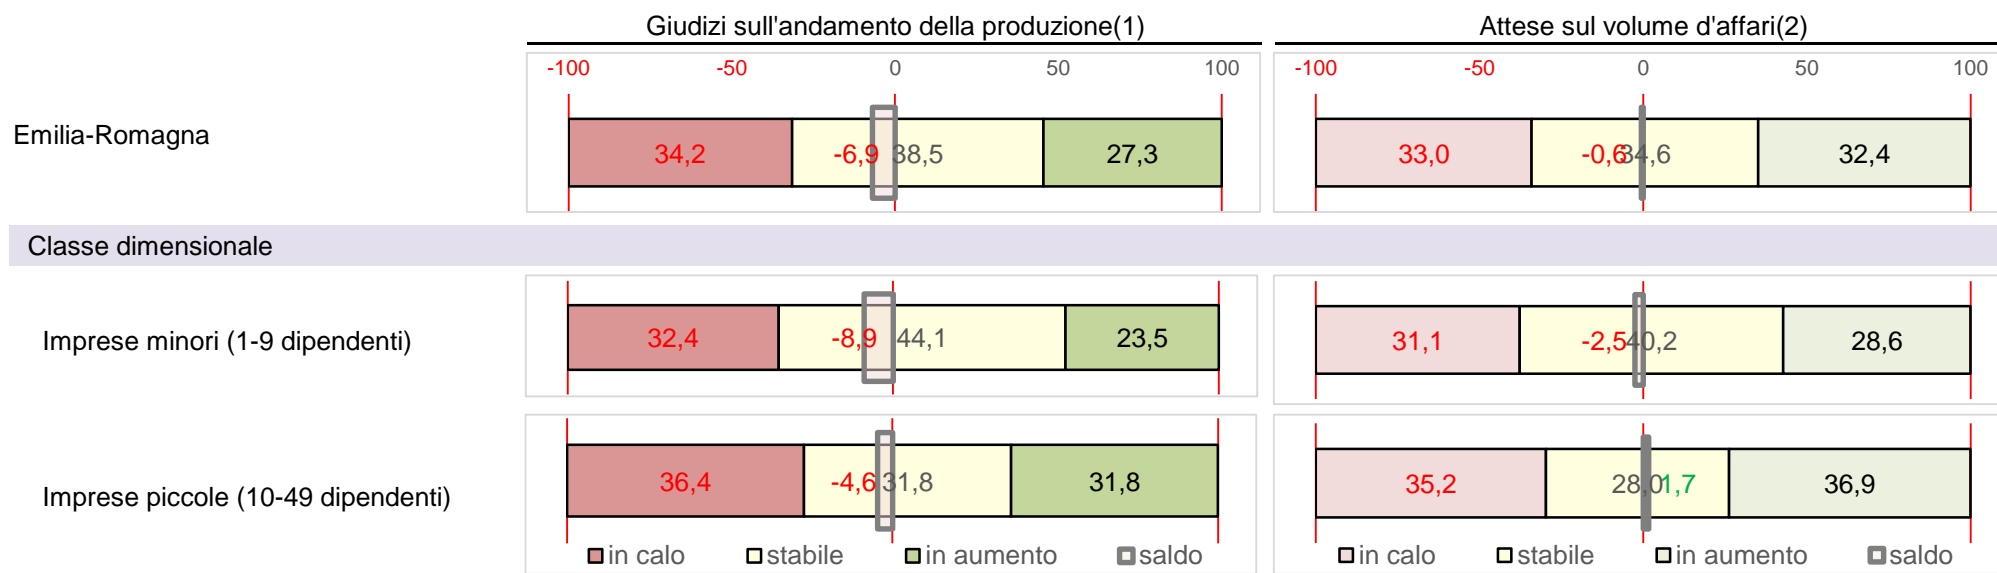 Giudizi sull'andamento della produzione(1) Attese sul volume d'affari(2)
-100 -50 0 50 100 -100 -50 0 50 100
Emilia-Romagna 34,2 -6,9 38,5 27,3 33,0 -0,6 34,6 32,4
Classe dimensionale
Imprese minori (1-9 dipendenti) 32,4 -8,9 44,1 23,5 31,1 -2,5 40,2 28,6
Imprese piccole (10-49 dipendenti) 36,4 -4,6 31,8 31,8 35,2 28,0 1,7 36,9
in calo stabile in aumento saldo in calo stabile in aumento saldo